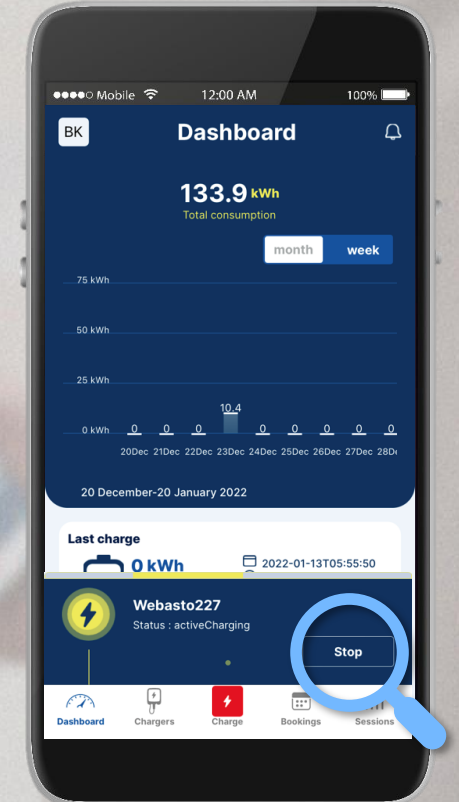 Mobile 12:00 AM 100%
BK Dashboard
133.9 kWh
Total consumption
month week
75 kWh
50 kWh
25 kWh
10.4
0 kWh 0 0 0 0 0 0 0 0
20Dec 21Dec 22Dec 23Dec 24Dec 25Dec 26Dec 27Dec 28D
20 December-20 January 2022
Last charge
0 kWh 2022-01-13T05:55:50
Webasto227
Status : activeCharging
Stop
Dashboard Chargers Charge Bookings Sessions